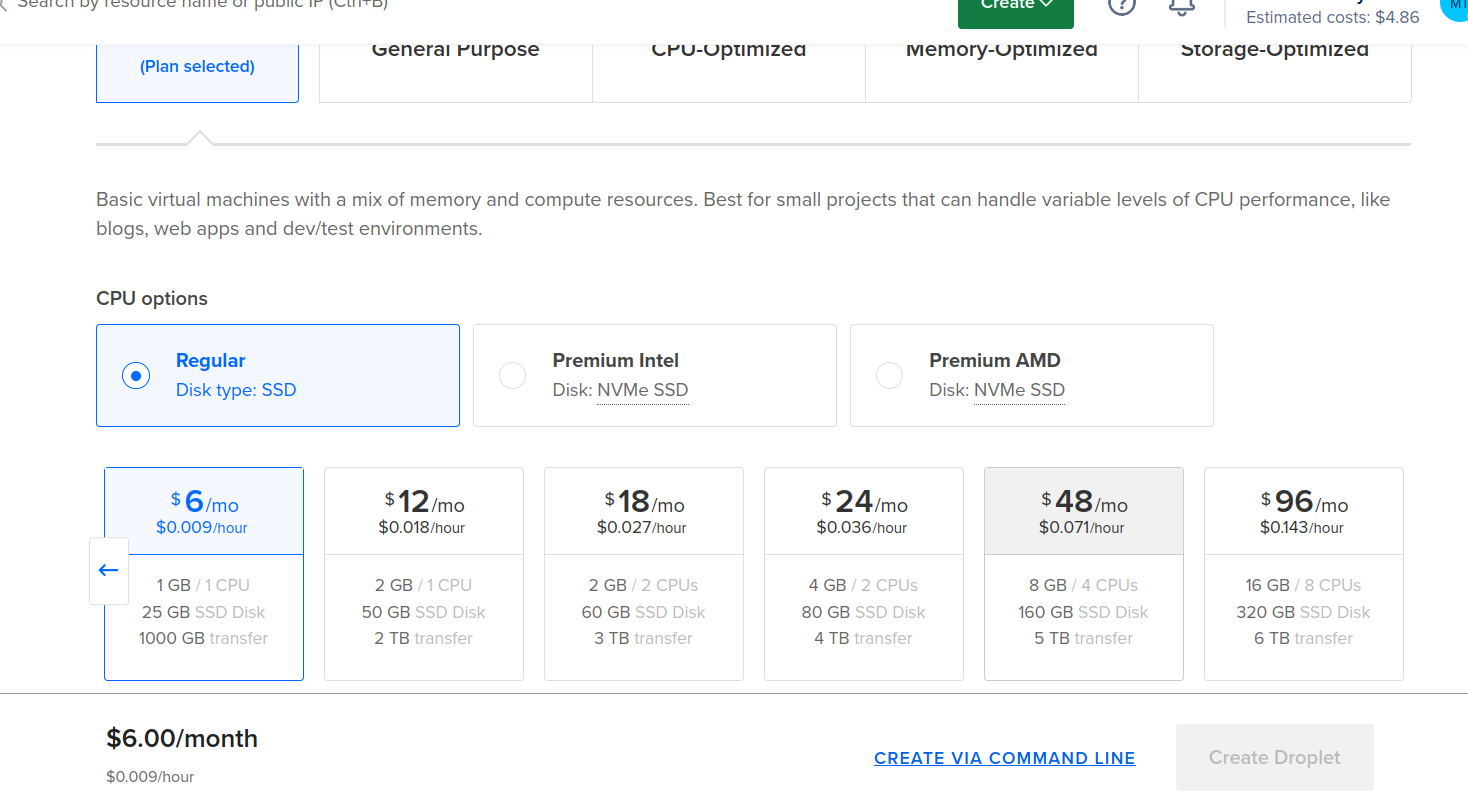 Search by resource name or public IP (Ctrl+B)
Create
Estimated costs: $4.86
(Plan selected)
General Purpose
CPU-Optimized
Memory-Optimized
Storage-Optimized
Basic virtual machines with a mix of memory and compute resources. Best for small projects that can handle variable levels of CPU performance, like
blogs, web apps and dev/test environments.
CPU options
Regular
Disk type: SSD
Premium Intel
Disk: NVMe SSD
Premium AMD
Disk: NVMe SSD
$6/mo
$0.009/hour
1 GB / 1 CPU
25 GB SSD Disk
1000 GB transfer
$12/mo
$0.018/hour
2 GB / 1 CPU
50 GB SSD Disk
2 TB transfer
$18/mo
$0.027/hour
2 GB / 2 CPUs
60 GB SSD Disk
3 TB transfer
$24/mo
$0.036/hour
4 GB / 2 CPUs
80 GB SSD Disk
4 TB transfer
$48/mo
$0.071/hour
8 GB / 4 CPUs
160 GB SSD Disk
5 TB transfer
$96/mo
$0.143/hour
16 GB / 8 CPUs
320 GB SSD Disk
6 TB transfer
$6.00/month
$0.009/hour
CREATE VIA COMMAND LINE
Create Droplet